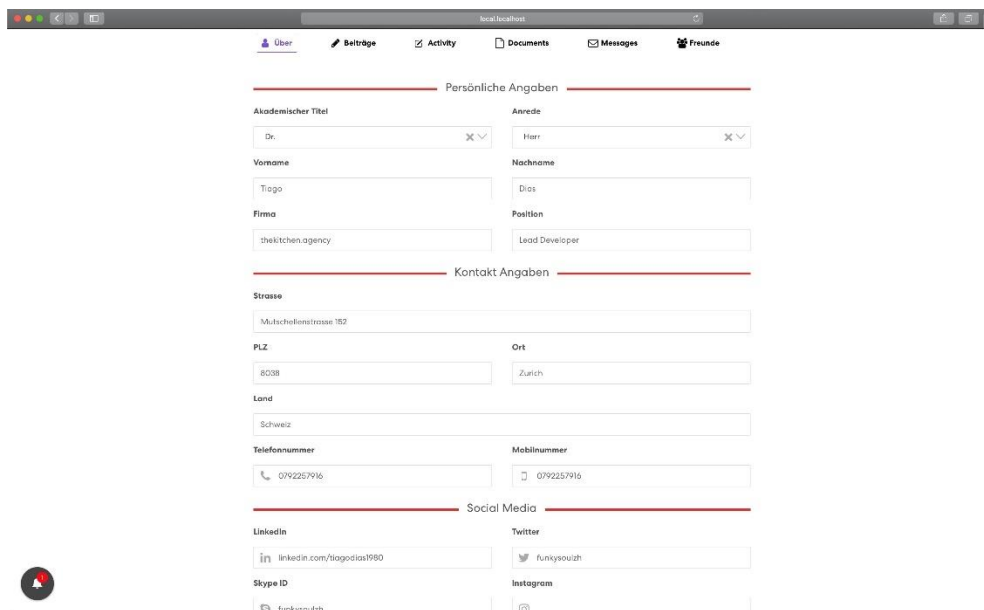 local.localhost
Über Beiträge Activity Documents Messages Freunde
Persönliche Angaben
Akademischer Titel Anrede
Dr. Herr
Vorname Nachname
Tiago Dias
Firma Position
thekitchen.agency Lead Developer
Kontakt Angaben
Strasse
Mutschellenstrasse 152
PLZ Ort
8038 Zurich
Land
Schweiz
Telefonnummer Mobilnummer
0792257916 0792257916
Social Media
LinkedIn Twitter
linkedin.com/tiagodias1980 funkysoulzh
Skype ID Instagram
funkysoulzh
1